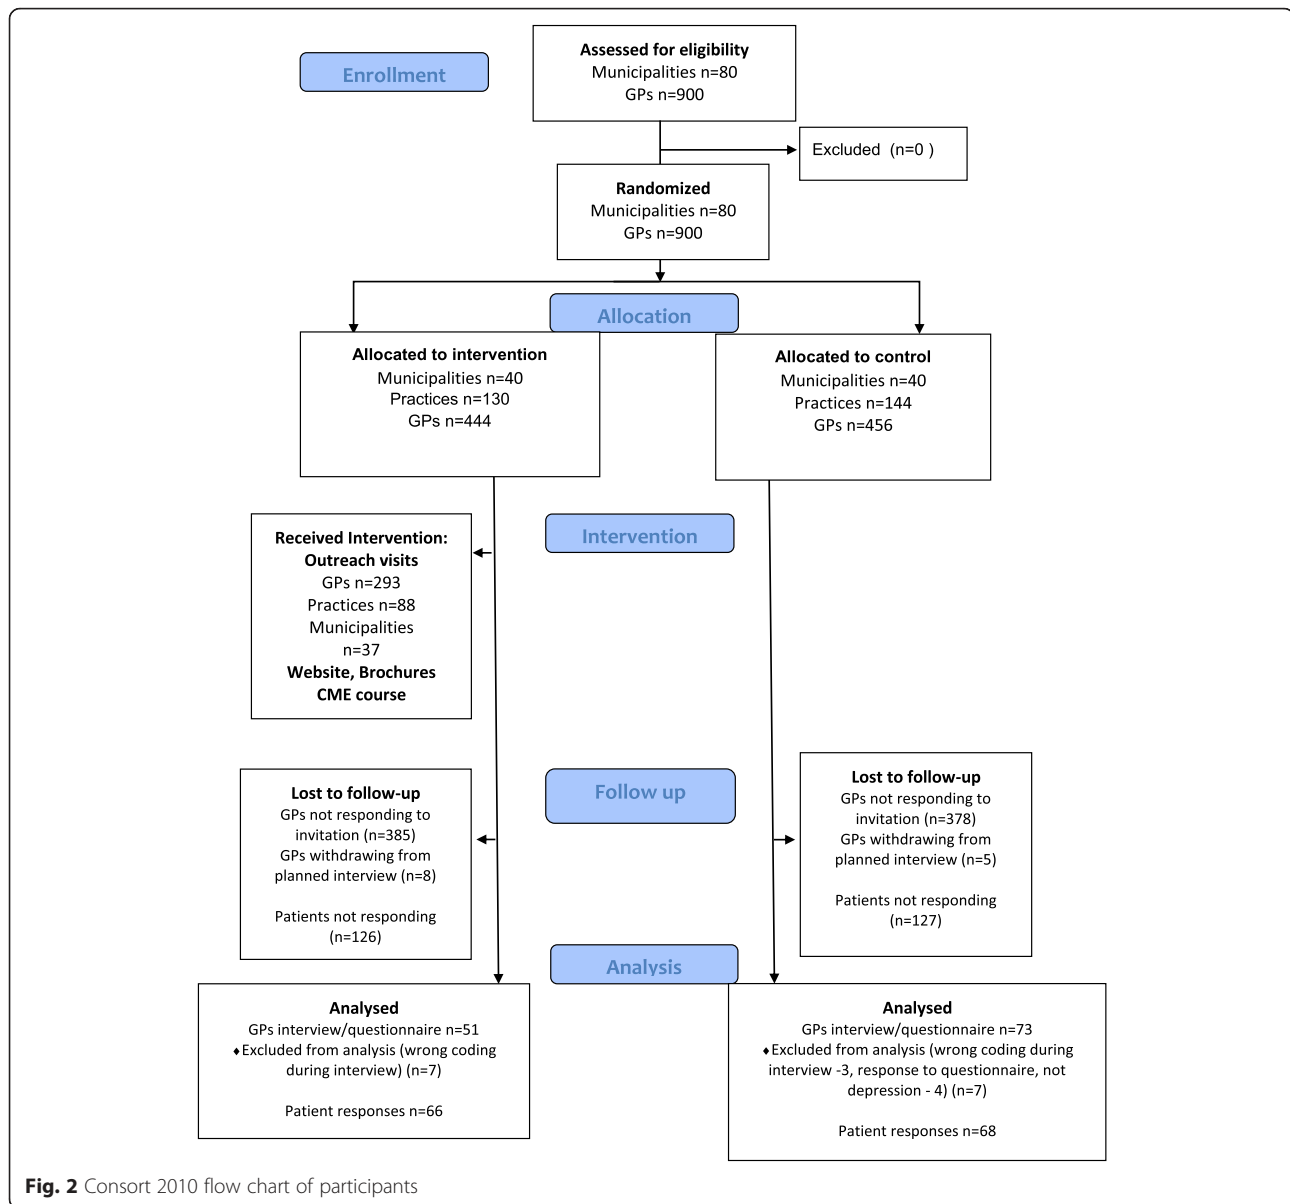 Enrollment
Assessed for eligibility
Municipalities n=80
GPs n=900
Excluded (n=0 )
Randomized
Municipalities n=80
GPs n=900
Allocation
Allocated to intervention
Municipalities n=40
Practices n=130
GPs n=444
Allocated to control
Municipalities n=40
Practices n=144
GPs n=456
Intervention
Received Intervention:
Outreach visits
GPs n=293
Practices n=88
Municipalities
n=37
Website, Brochures
CME course
Follow up
Lost to follow-up
GPs not responding to
invitation (n=385)
GPs withdrawing from
planned interview (n=8)
Patients not responding
(n=126)
Lost to follow-up
GPs not responding to
invitation (n=378)
GPs withdrawing from
planned interview (n=5)
Patients not responding
(n=127)
Analysis
Analysed
GPs interview/questionnaire n=51
♦Excluded from analysis (wrong coding
during interview) (n=7)
Patient responses n=66
Analysed
GPs interview/questionnaire n=73
♦Excluded from analysis (wrong coding during
interview -3, response to questionnaire, not
depression - 4) (n=7)
Patient responses n=68
Fig. 2 Consort 2010 flow chart of participants